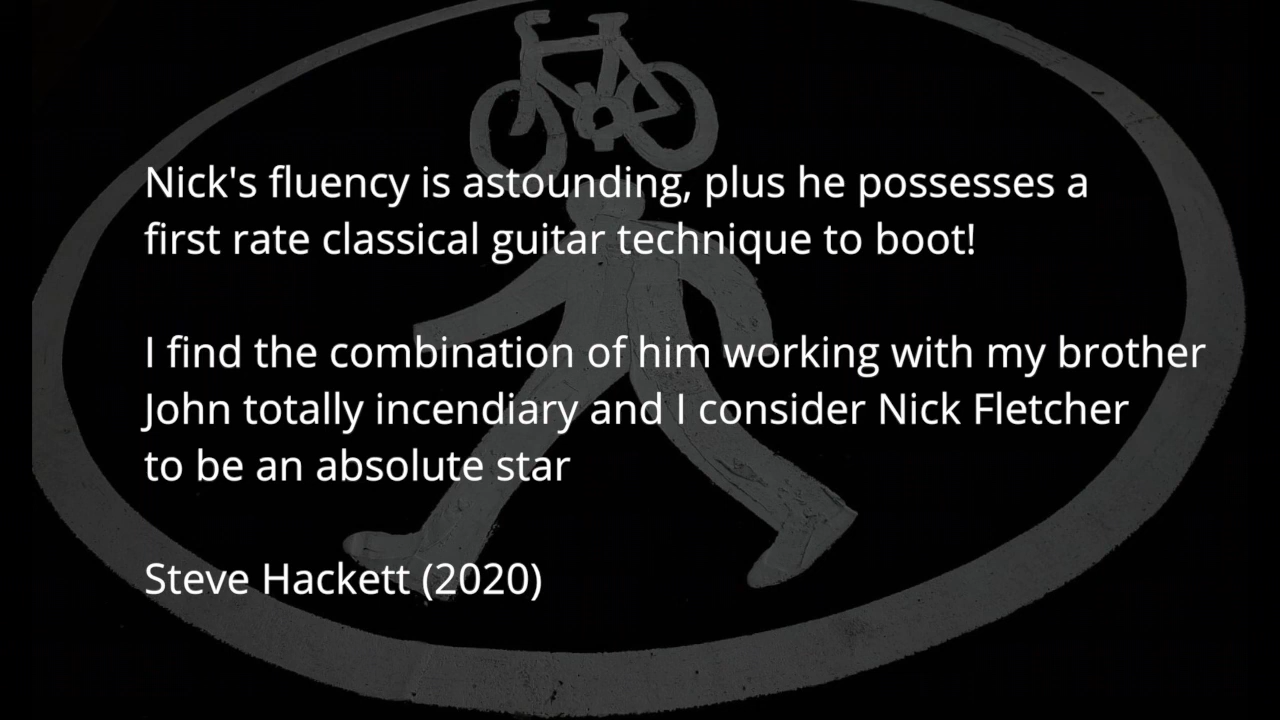 Nick's fluency is astounding, plus he possesses a
first rate classical guitar technique to boot!
I find the combination of him working with my brother
John totally incendiary and I consider Nick Fletcher
to be an absolute star
Steve Hackett (2020)